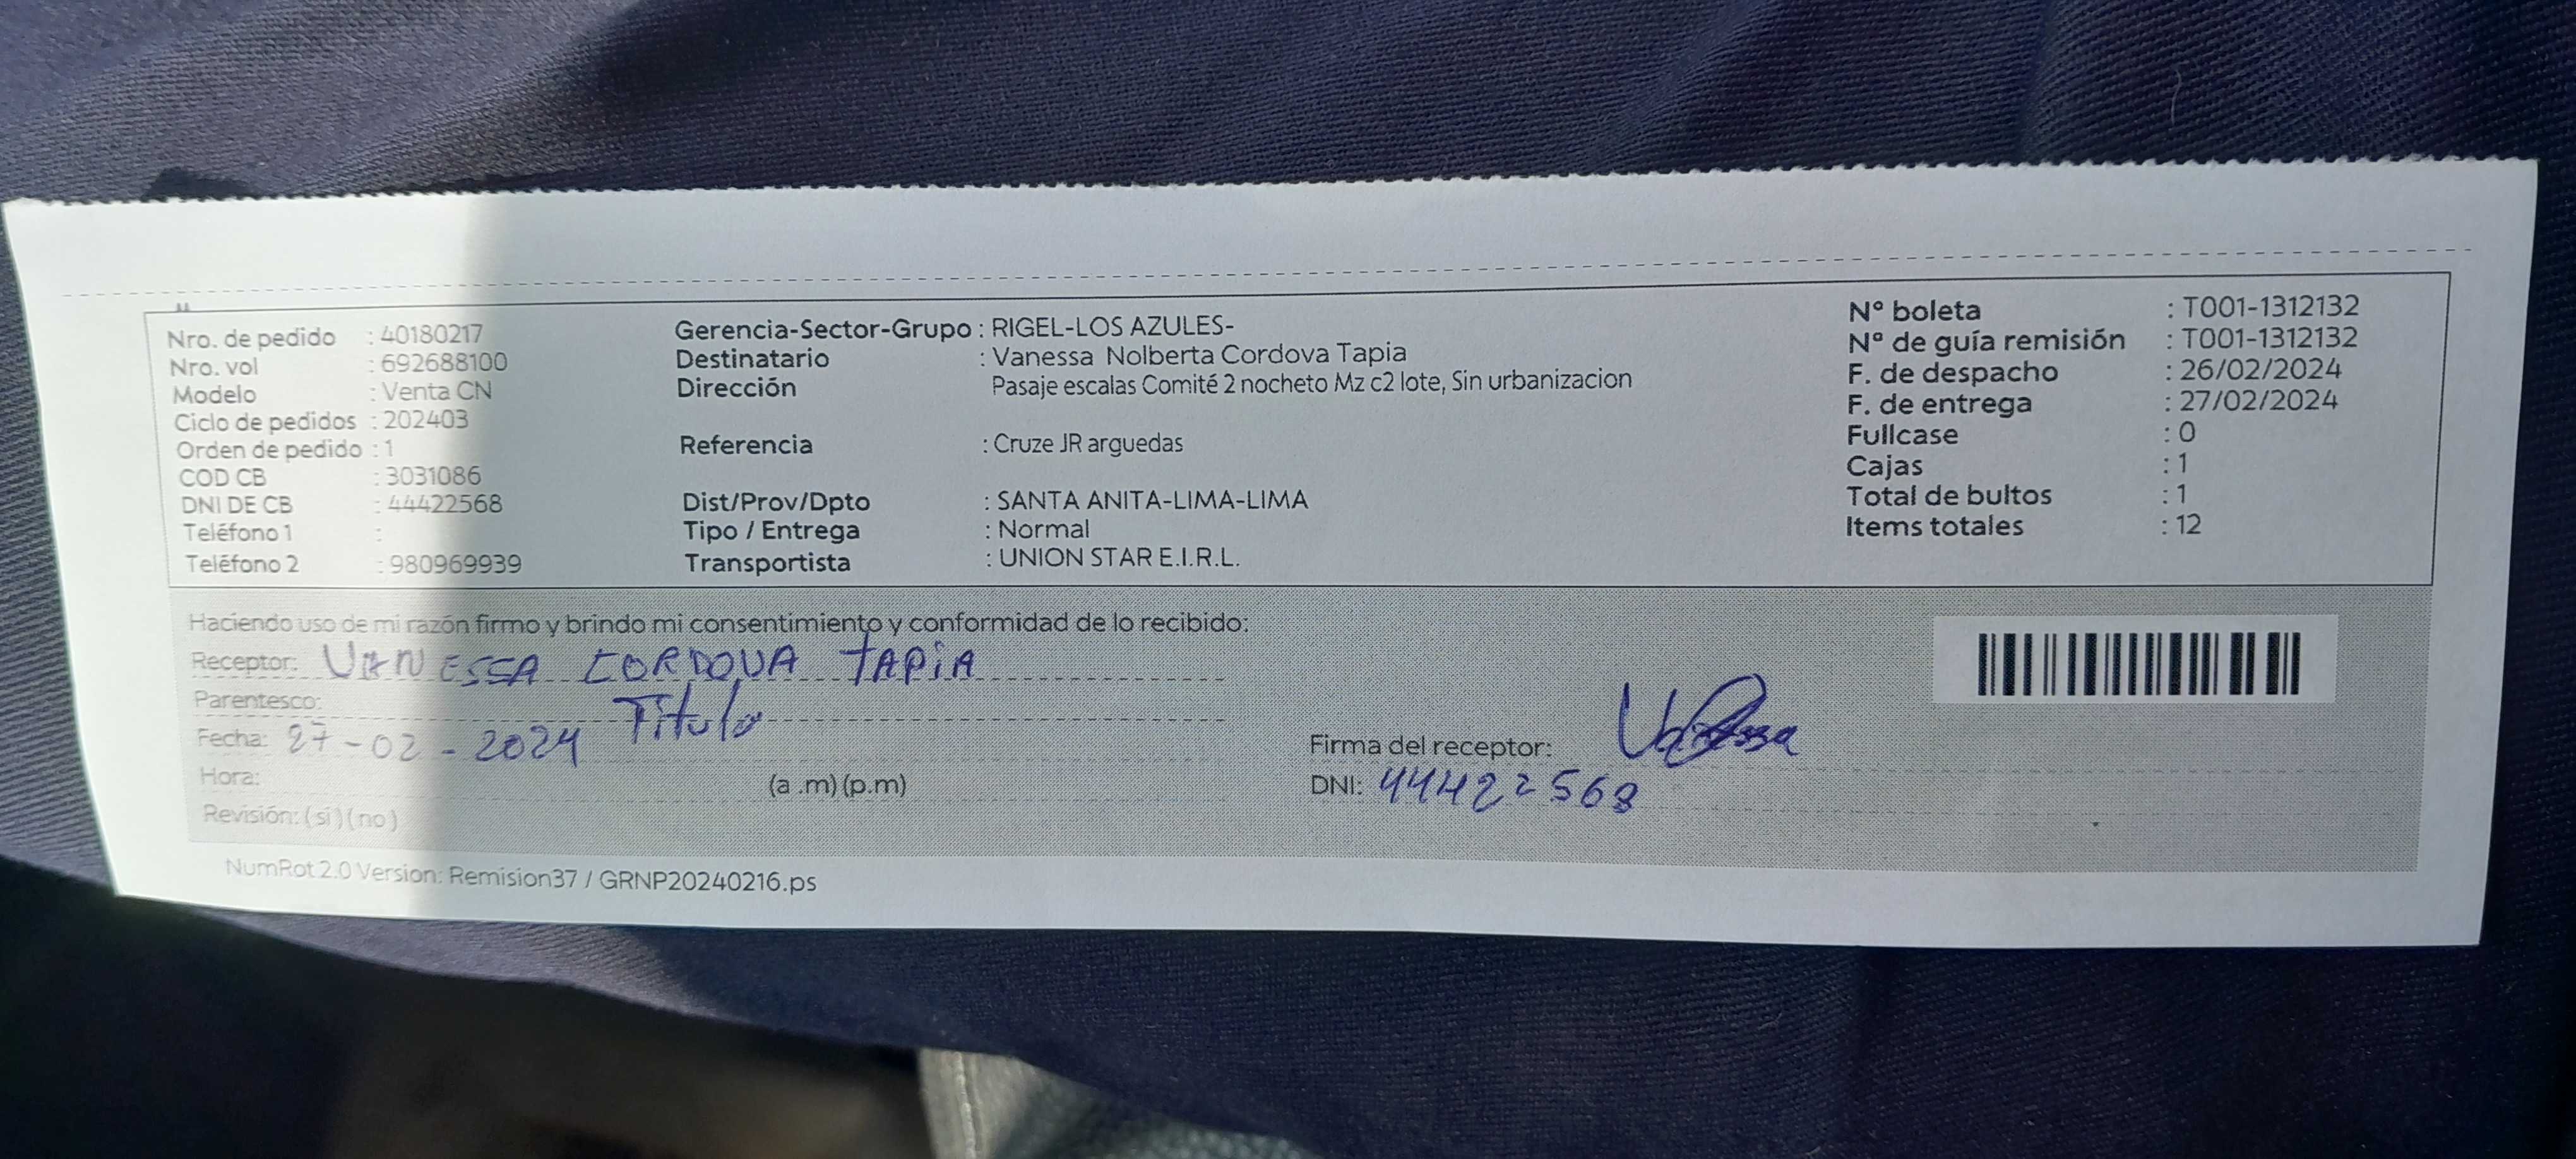 Nro. de pedido : 40180217
Nro. vol : 692688100
Modelo : Venta CN
Ciclo de pedidos : 202403
Orden de pedido : 1
COD CB : 3031086
DNI DE CB : 44422568
Teléfono 1 :
Teléfono 2 : 980969939
Gerencia-Sector-Grupo : RIGEL-LOS AZULES-
Destinatario : Vanessa Nolberta Cordova Tapia
Dirección Pasaje escalas Comité 2 nocheto Mz c2 lote, Sin urbanizacion
Referencia : Cruze JR arguedas
Dist/Prov/Dpto : SANTA ANITA-LIMA-LIMA
Tipo / Entrega : Normal
Transportista : UNION STAR E.I.R.L.
Nº boleta : T001-1312132
Nº de guía remisión : T001-1312132
F. de despacho : 26/02/2024
F. de entrega : 27/02/2024
Fullcase : 0
Cajas : 1
Total de bultos : 1
Items totales : 12
Haciendo uso de mi razón firmo y brindo mi consentimiento y conformidad de lo recibido:
Receptor: VANESSA CORDOVA TAPiA
Parentesco: Titular
Fecha: 27-02-2024
Hora: (a .m) (p.m)
Revisión: (si) (no)
Firma del receptor: Vanessa
DNI: 44422568
NumRot 2.0 Version: Remision37 / GRNP20240216.ps